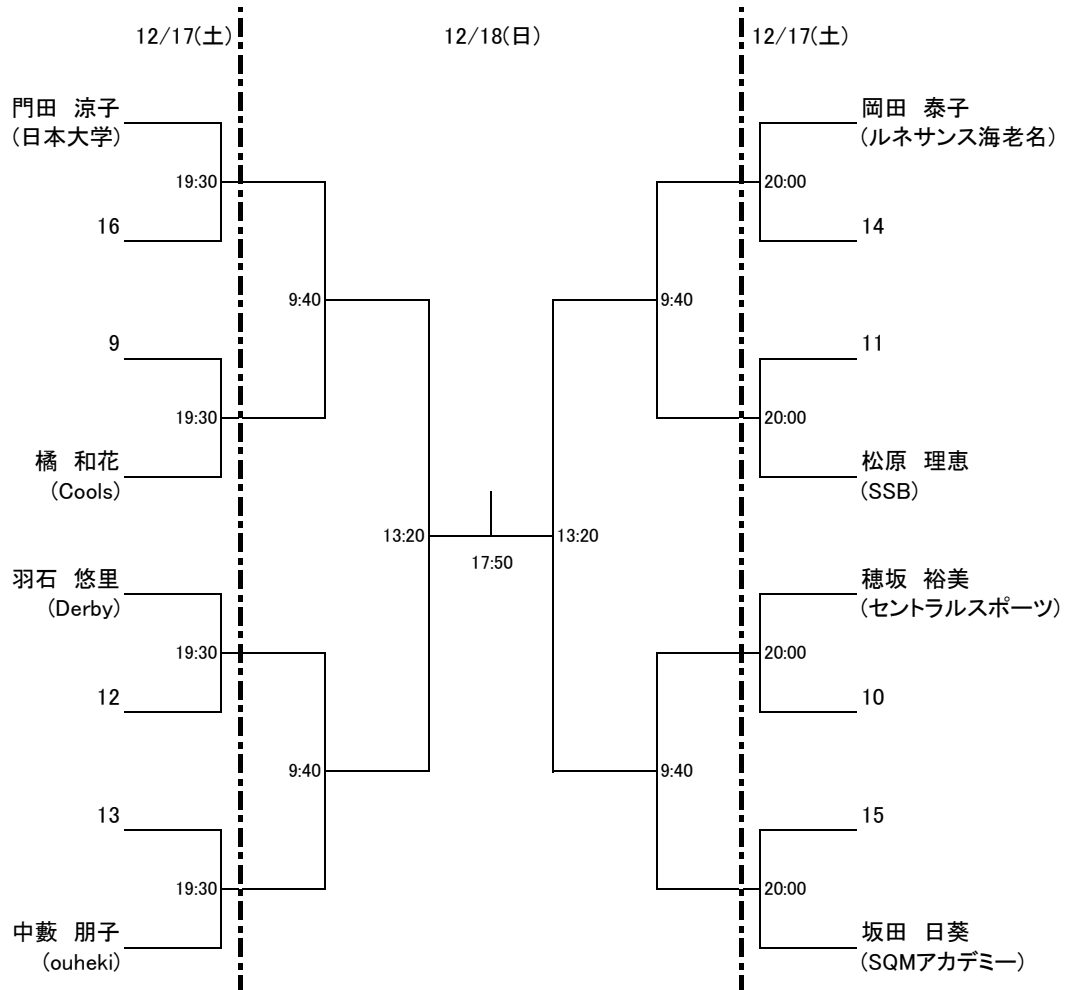 12/17(土)
12/18(日)
12/17(土)
門田　涼子
(日本大学)
19:30
16
9:40
9
19:30
橘　和花
(Cools)
13:20
羽石　悠里
(Derby)
19:30
12
9:40
13
19:30
中藪　朋子
(ouheki)
17:50
岡田　泰子
(ルネサンス海老名)
20:00
14
9:40
11
20:00
松原　理恵
(SSB)
13:20
穂坂　裕美
(セントラルスポーツ)
20:00
10
9:40
15
20:00
坂田　日葵
(SQMアカデミー)